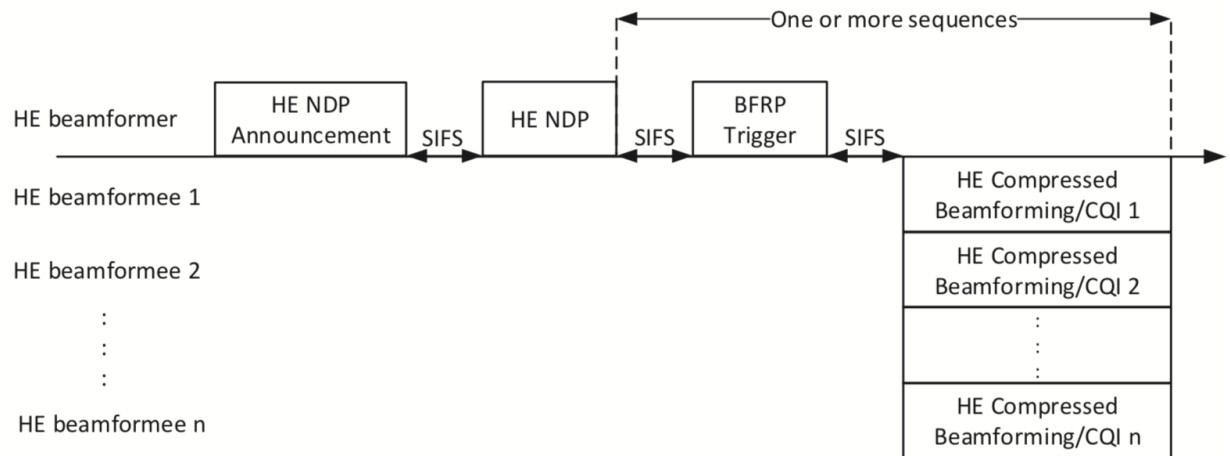 One or more sequences
HE beamformer
HE NDP
Announcement
SIFS
HE NDP
SIFS
BFRP
Trigger
SIFS
HE beamformee 1
HE Compressed
Beamforming/CQI 1
HE beamformee 2
HE Compressed
Beamforming/CQI 2
:
:
:
:
:
:
HE beamformee n
HE Compressed
Beamforming/CQI n